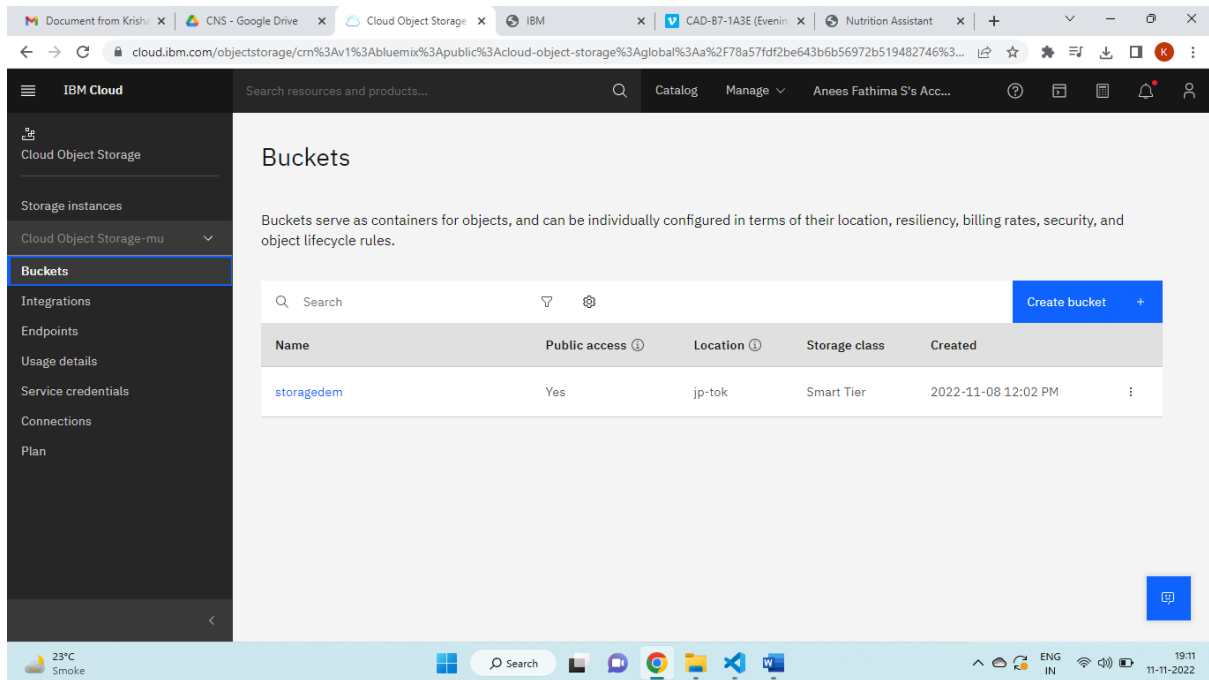 Document from Krisha
CNS - Google Drive
Cloud Object Storage
IBM
CAD-B7-1A3E (Evenin
Nutrition Assistant
cloud.ibm.com/objectstorage/crn%3Av1%3Abluemix%3Apublic%3Acloud-object-storage%3Aglobal%3Aa%2F78a57fdf2be643b6b56972b519482746%3...
K
IBM Cloud
Search resources and products...
Catalog
Manage
Anees Fathima S's Acc...
Cloud Object Storage
Storage instances
Cloud Object Storage-mu
Buckets
Integrations
Endpoints
Usage details
Service credentials
Connections
Plan
Buckets
Buckets serve as containers for objects, and can be individually configured in terms of their location, resiliency, billing rates, security, and
object lifecycle rules.
Search
Create bucket +
Name Public access Location Storage class Created
storagedem Yes jp-tok Smart Tier 2022-11-08 12:02 PM
23°C
Smoke
Search
ENG
IN
19:11
11-11-2022